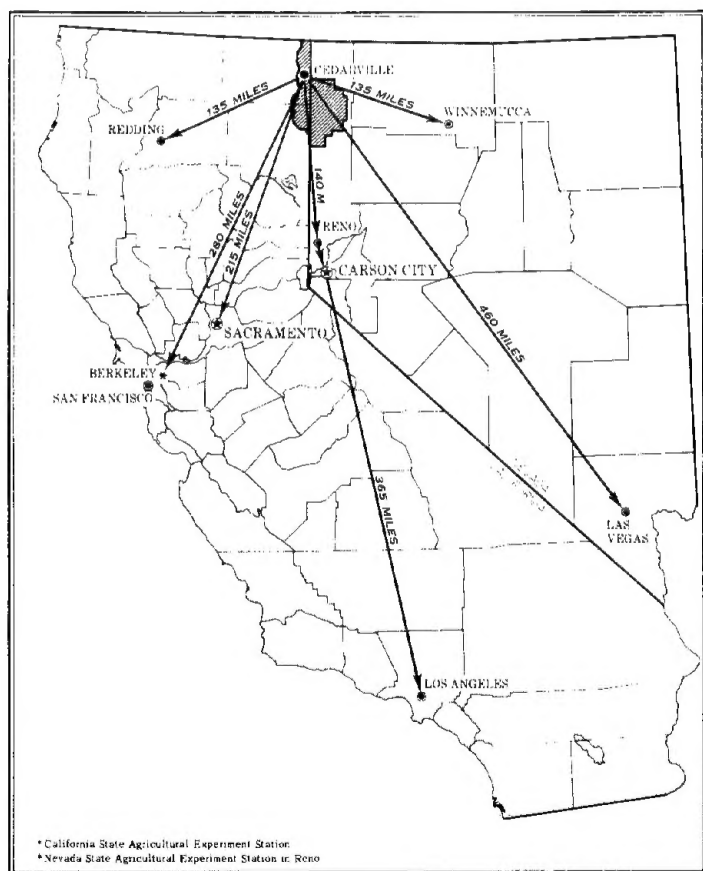 CEDARVILLE
135 MILES
135 MILES
WINNEMUCCA
REDDING
140 M
RENO
280 MILES
215 MILES
CARSON CITY
460 MILES
SACRAMENTO
BERKELEY
SAN FRANCISCO
365 MILES
LAS
VEGAS
LOS ANGELES
* California State Agricultural Experiment Station
* Nevada State Agricultural Experiment Station in Reno